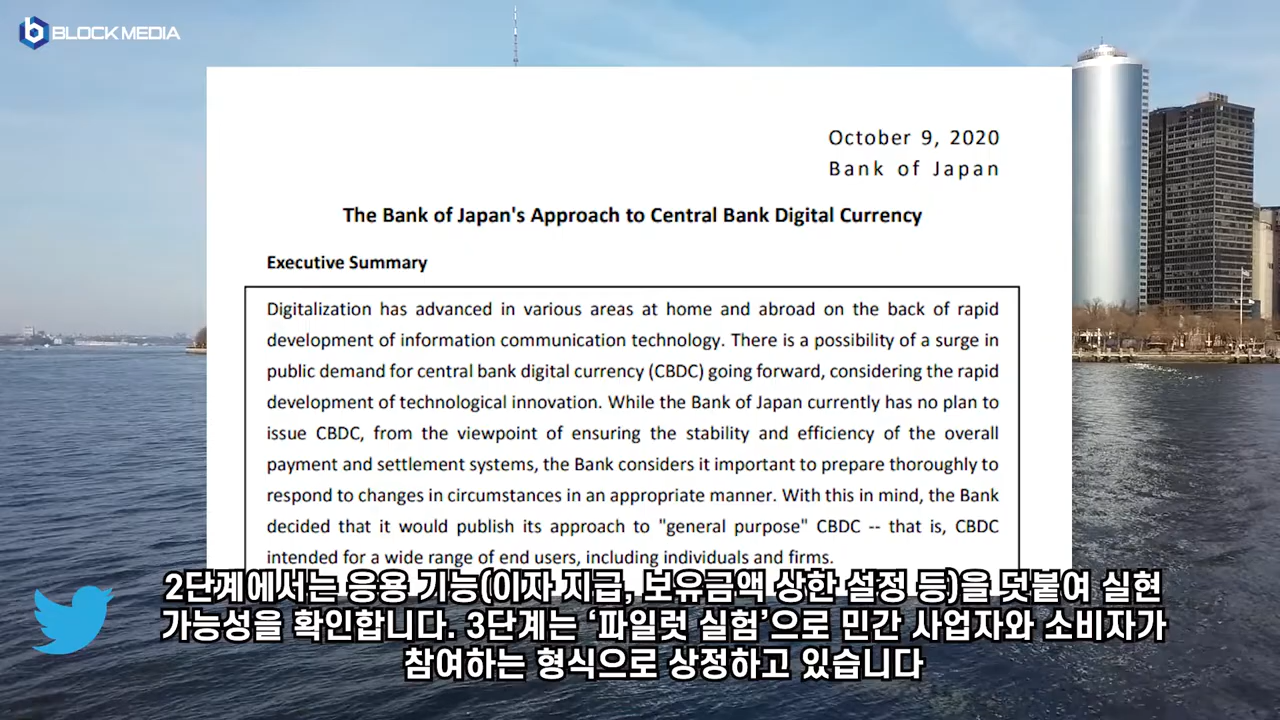 BLOCK MEDIA
October 9, 2020
Bank of Japan
The Bank of Japan's Approach to Central Bank Digital Currency
Executive Summary
Digitalization has advanced in various areas at home and abroad on the back of rapid
development of information communication technology. There is a possibility of a surge in
public demand for central bank digital currency (CBDC) going forward, considering the rapid
development of technological innovation. While the Bank of Japan currently has no plan to
issue CBDC, from the viewpoint of ensuring the stability and efficiency of the overall
payment and settlement systems, the Bank considers it important to prepare thoroughly to
respond to changes in circumstances in an appropriate manner. With this in mind, the Bank
decided that it would publish its approach to "general purpose" CBDC -- that is, CBDC
intended for a wide range of end users, including individuals and firms.
2단계에서는 응용 기능(이자 지급, 보유금액 상한 설정 등)을 덧붙여 실현
가능성을 확인합니다. 3단계는 ‘파일럿 실험’으로 민간 사업자와 소비자가
참여하는 형식으로 상정하고 있습니다